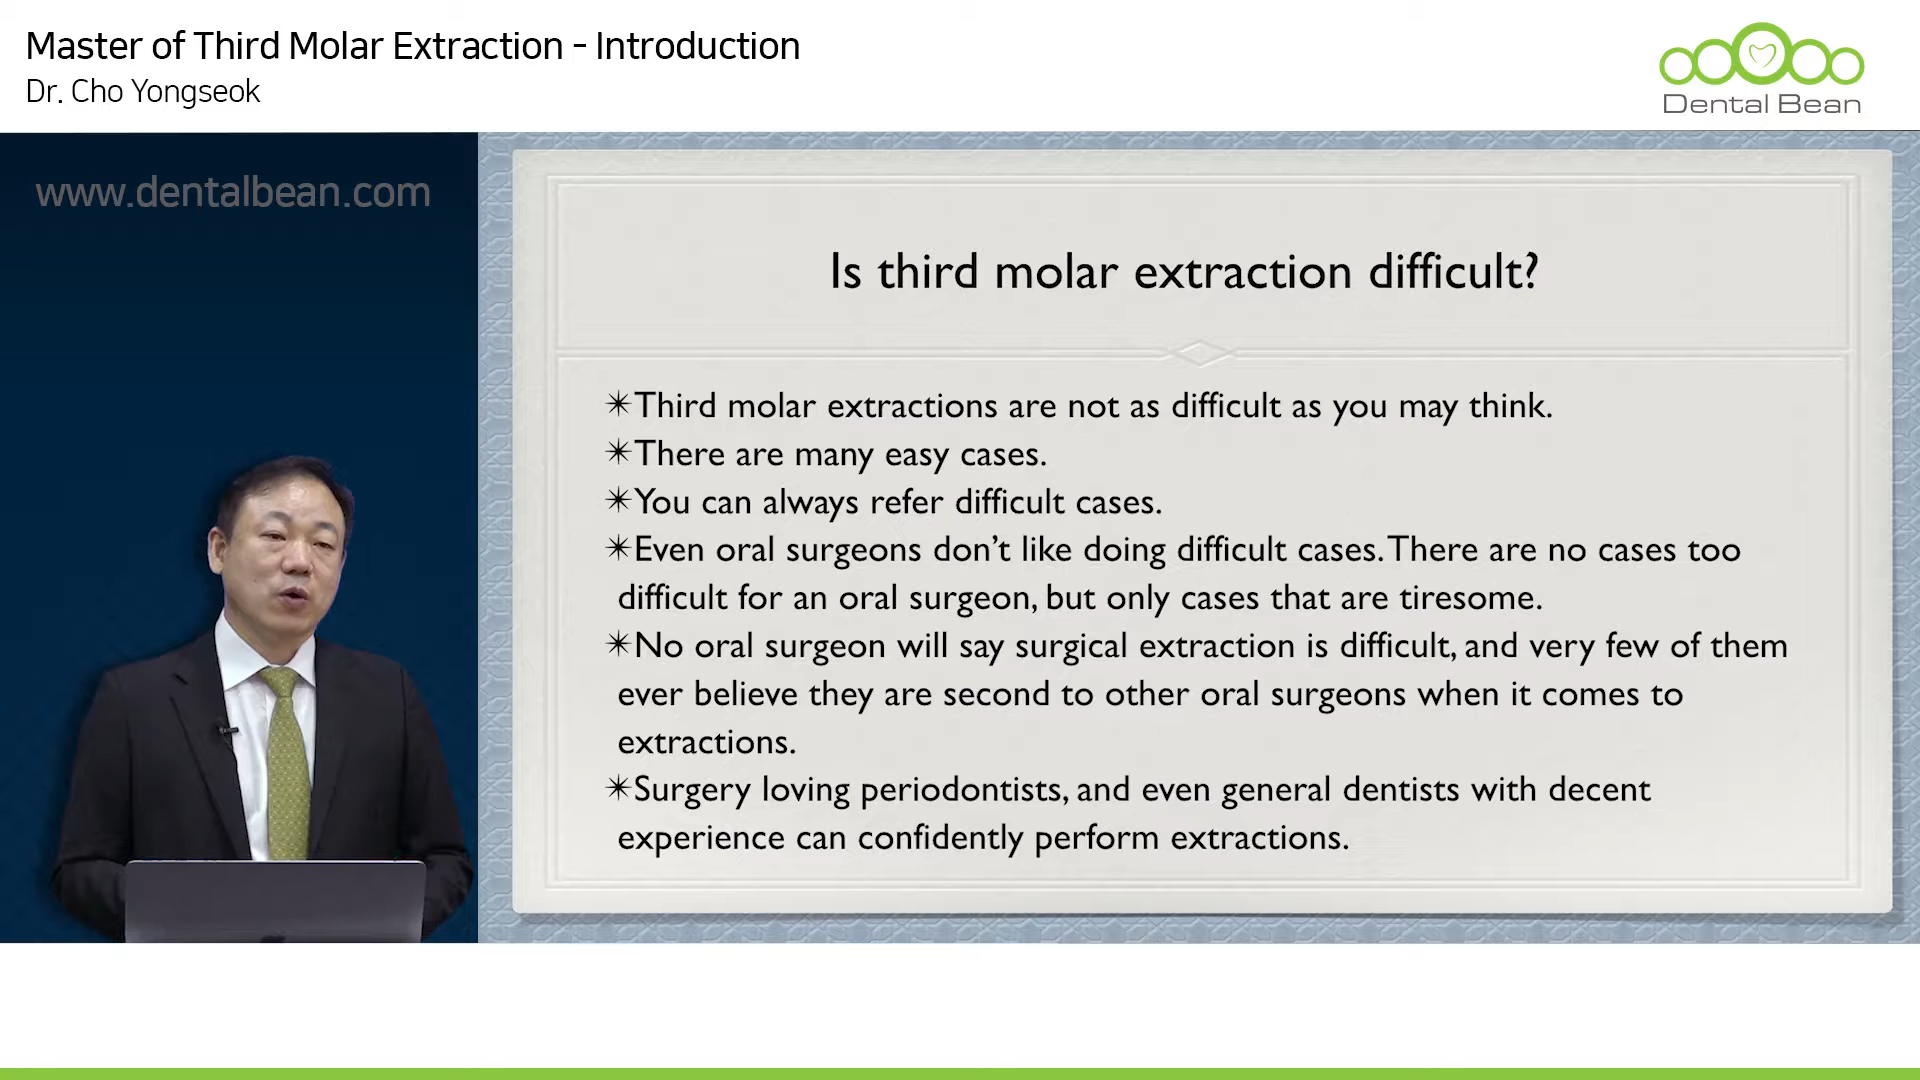 Master of Third Molar Extraction - Introduction
Dr. Cho Yongseok
Dental Bean
www.dentalbean.com
Is third molar extraction difficult?
✴Third molar extractions are not as difficult as you may think.
✴There are many easy cases.
✴You can always refer difficult cases.
✴Even oral surgeons don’t like doing difficult cases. There are no cases too
difficult for an oral surgeon, but only cases that are tiresome.
✴No oral surgeon will say surgical extraction is difficult, and very few of them
ever believe they are second to other oral surgeons when it comes to
extractions.
✴Surgery loving periodontists, and even general dentists with decent
experience can confidently perform extractions.